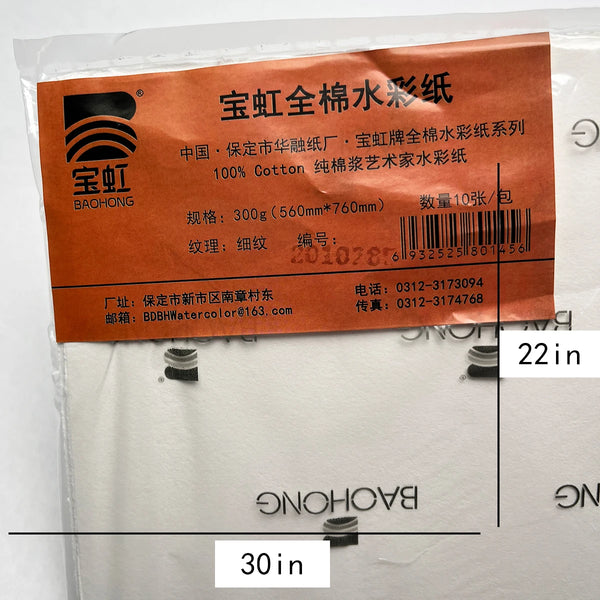 宝虹
BAOHONG
宝虹全棉水彩纸
中国·保定市华融纸厂·宝虹牌全棉水彩纸系列
100% Cotton 纯棉浆艺术家水彩纸
规格：300g（560mm*760mm） 数量10张/包
纹理：细纹 编号：
6 932525 801456
厂址：保定市新市区南章村东
邮箱：BDBHWatercolor@163.com
电话：0312-3173094
传真：0312-3174768
BAOHONG
BAOHONG
22in
BAOHONG
30in